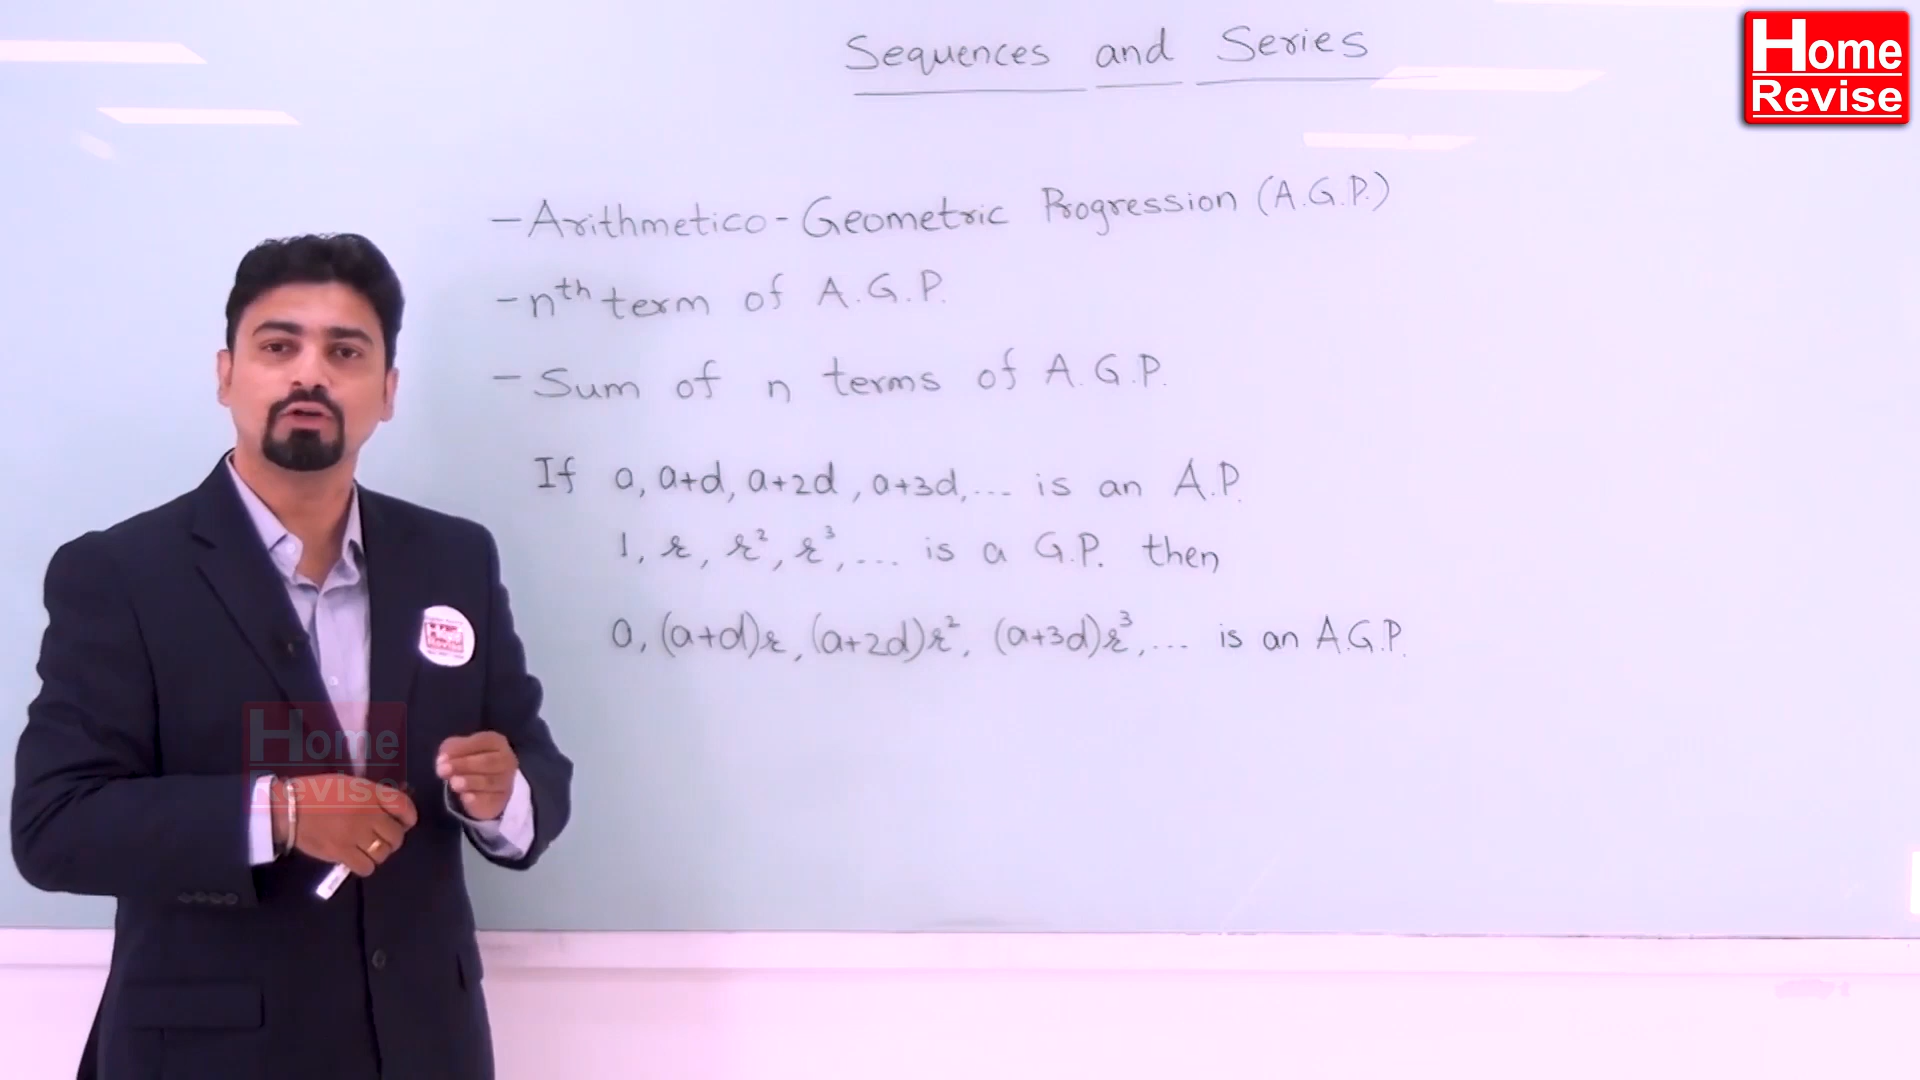 Sequences and Series
Home
Revise
- Arithmetico - Geometric Progression (A.G.P.)
- nᵗʰ term of A.G.P.
- Sum of n terms of A.G.P.
If a, a+d, a+2d, a+3d, ... is an A.P.
1, r, r², r³, ... is a G.P. then
a, (a+d)r, (a+2d)r², (a+3d)r³, ... is an A.G.P.
Home
Revise